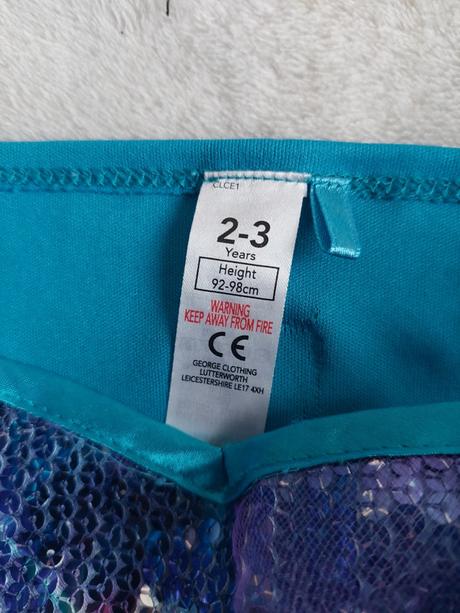 CLCE1
2-3
Years
Height
92-98cm
WARNING
KEEP AWAY FROM FIRE
CE
GEORGE CLOTHING
LUTTERWORTH
LEICESTERSHIRE LE17 4XH